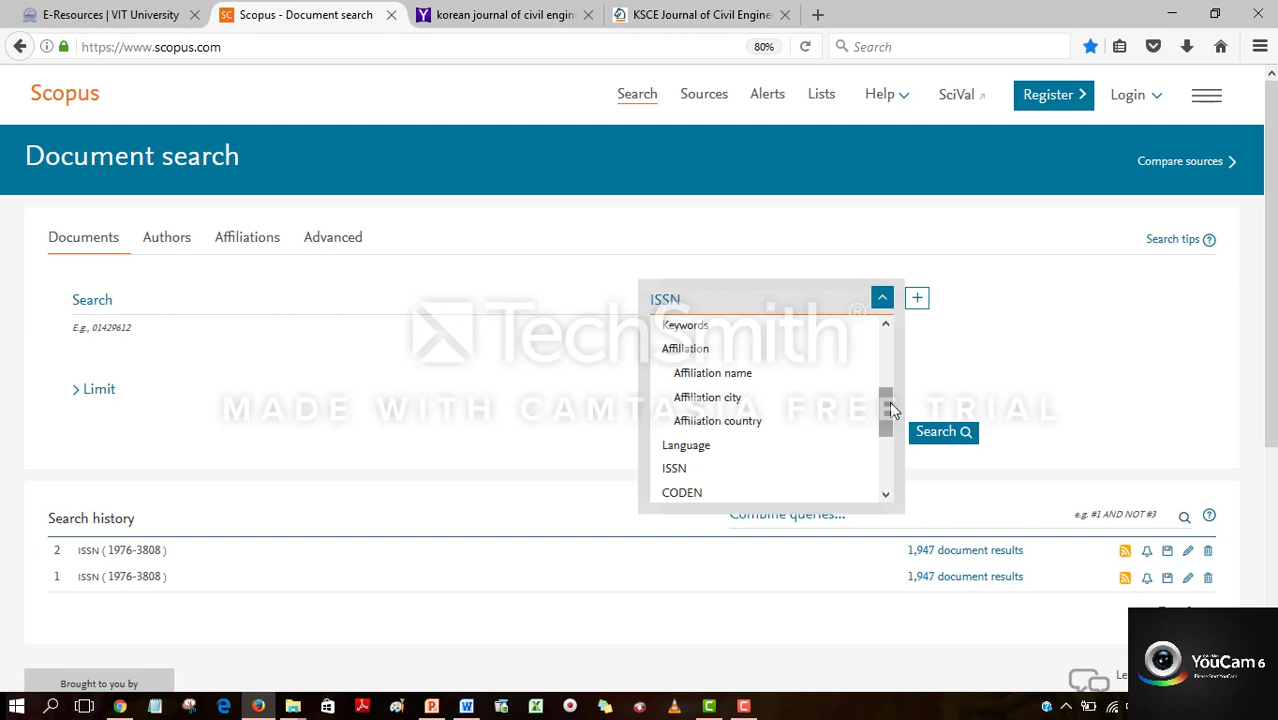 E-Resources | VIT University
Scopus - Document search
korean journal of civil engin
KSCE Journal of Civil Engine
https://www.scopus.com
80%
Search
Scopus
Search
Sources
Alerts
Lists
Help
SciVal
Register
Login
Document search
Compare sources
Documents
Authors
Affiliations
Advanced
Search tips
Search
ISSN
E.g., 01429612
Keywords
Affiliation
Affiliation name
Affiliation city
Affiliation country
Language
ISSN
CODEN
TechSmith®
MADE WITH CAMTASIA FREE TRIAL
Limit
Search
Search history
Combine queries...
e.g. #1 AND NOT #3
2 ISSN ( 1976-3808 ) 1,947 document results
1 ISSN ( 1976-3808 ) 1,947 document results
Brought to you by
YouCam 6